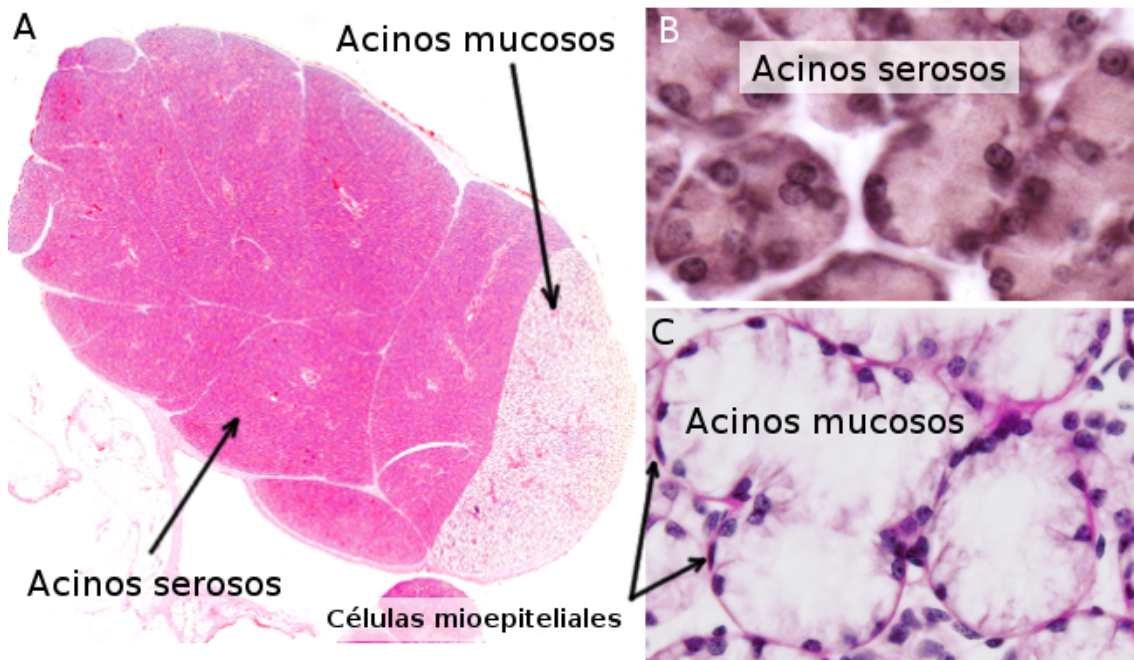 A
Acinos mucosos
Acinos serosos
Células mioepiteliales
B
Acinos serosos
C
Acinos mucosos